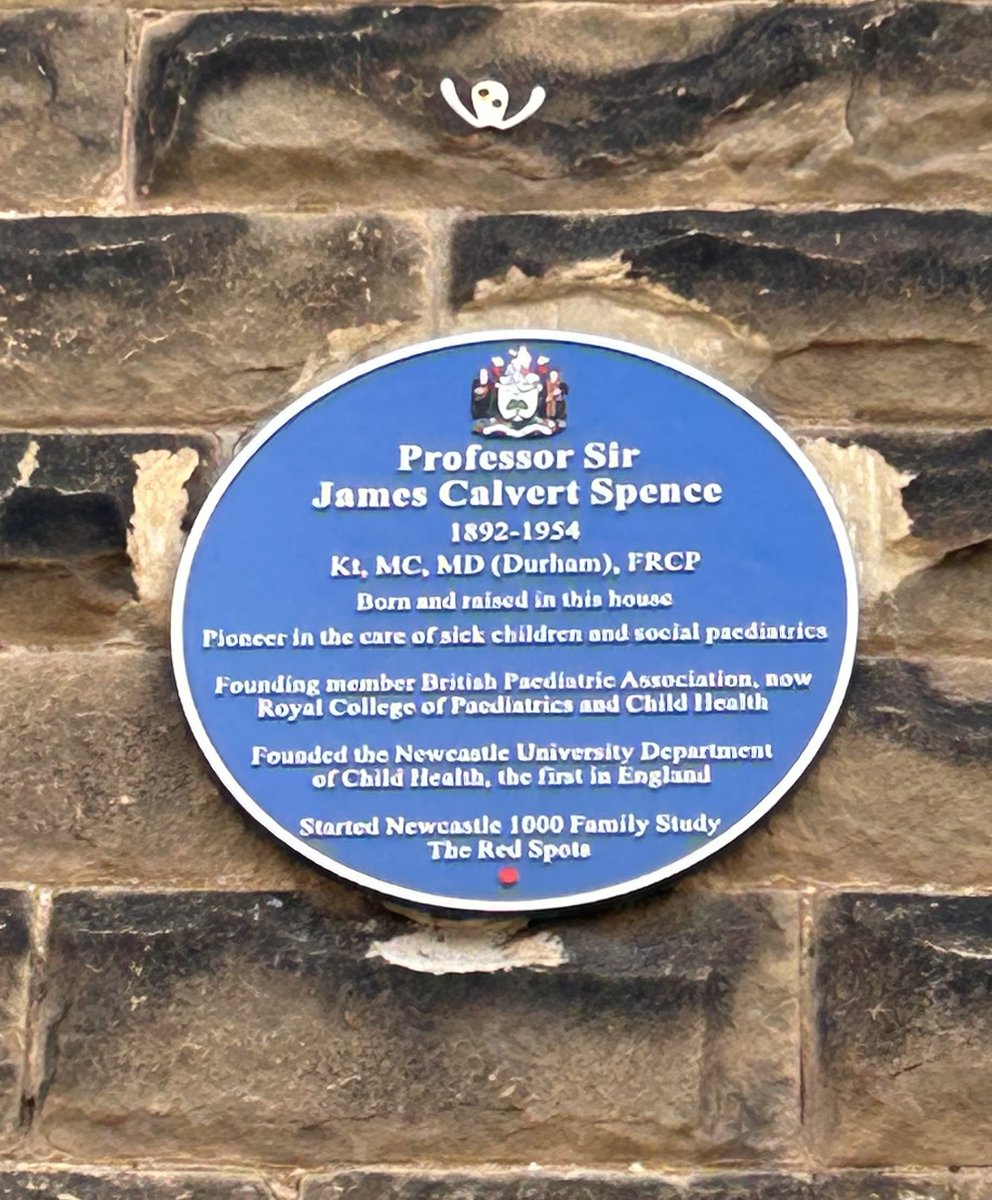 Professor Sir
James Calvert Spence
1892-1954
Kt, MC, MD (Durham), FRCP
Born and raised in this house
Pioneer in the care of sick children and social paediatrics
Founding member British Paediatric Association, now
Royal College of Paediatrics and Child Health
Founded the Newcastle University Department
of Child Health, the first in England
Started Newcastle 1000 Family Study
The Red Spots